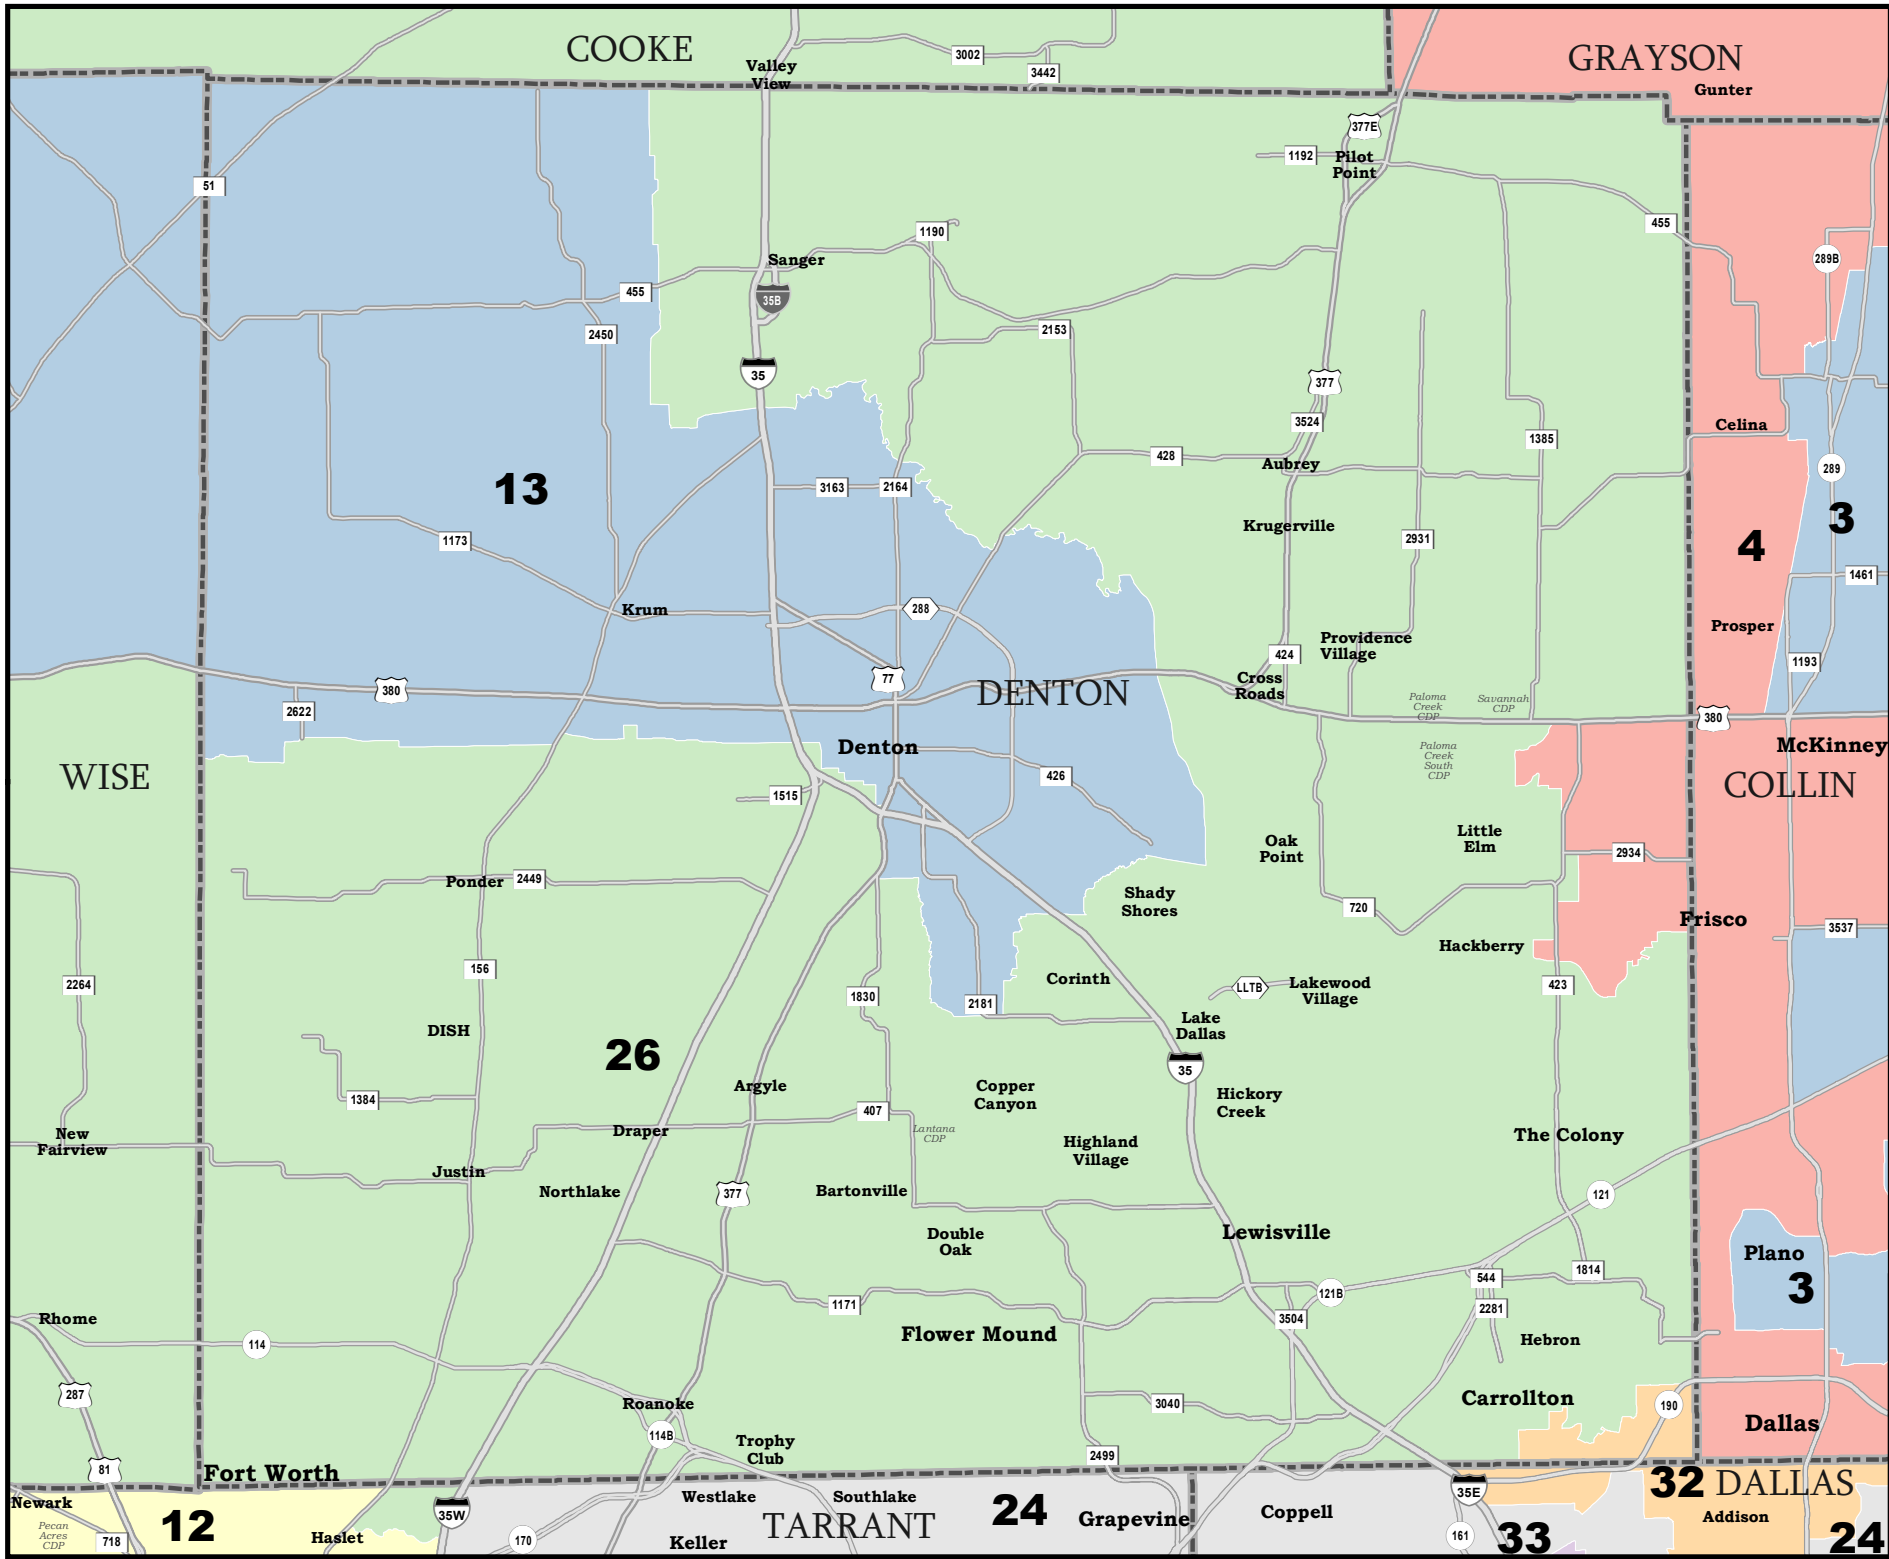 COOKE
GRAYSON
Gunter
Valley
View
3002
3442
377E
1192
Pilot
Point
51
455
1190
289B
Sanger
455
35B
2450
2153
35
377
3524
Celina
1385
428
Aubrey
289
13
3163
2164
3
Krugerville
4
1173
2931
1461
Krum
288
Prosper
Providence
Village
424
1193
77
Cross
Roads
380
DENTON
Paloma
Creek
CDP
Savannah
CDP
2622
380
Denton
McKinney
Paloma
Creek
South
CDP
WISE
COLLIN
426
1515
Oak
Point
Little
Elm
2934
Ponder
2449
Shady
Shores
720
Frisco
3537
Hackberry
156
Corinth
2264
LLTB
Lakewood
Village
423
1830
2181
DISH
Lake
Dallas
26
35
Argyle
Copper
Canyon
Hickory
Creek
1384
407
Draper
Lantana
CDP
The Colony
New
Fairview
Highland
Village
Justin
Northlake
377
Bartonville
121
Lewisville
Double
Oak
Plano
544
1814
3
121B
1171
2281
3504
Rhome
Flower Mound
Hebron
114
287
Roanoke
3040
Carrollton
190
114B
Dallas
Trophy
Club
2499
81
Fort Worth
32
DALLAS
35E
Newark
Westlake
Southlake
24
Coppell
Addison
35W
12
Grapevine
TARRANT
Pecan
Acres
CDP
718
Haslet
170
Keller
161
33
24